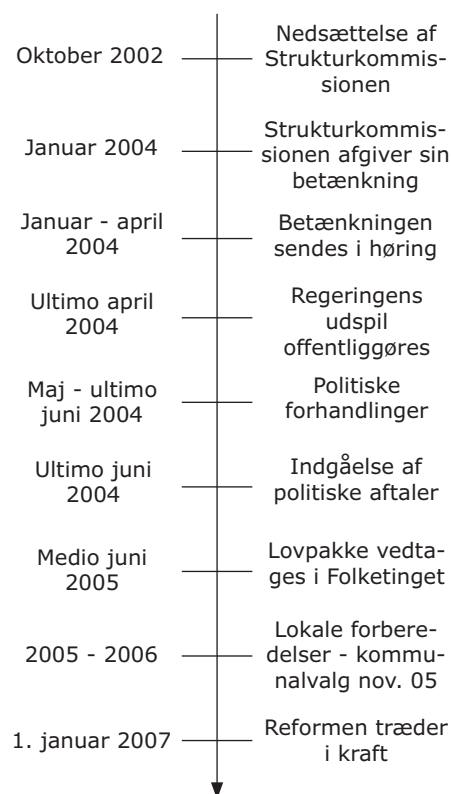 Oktober 2002
Nedsættelse af
Strukturkommis-
sionen
Januar 2004
Strukturkommis-
sionen afgiver sin
betænkning
Januar - april
2004
Betænkningen
sendes i høring
Ultimo april
2004
Regeringens
udspil
offentliggøres
Maj - ultimo
juni 2004
Politiske
forhandlinger
Ultimo juni
2004
Indgåelse af
politiske aftaler
Medio juni
2005
Lovpakke vedta-
ges i Folketinget
2005 - 2006
Lokale forbere-
delser - kommu-
nalvalg nov. 05
1. januar 2007
Reformen træder
i kraft